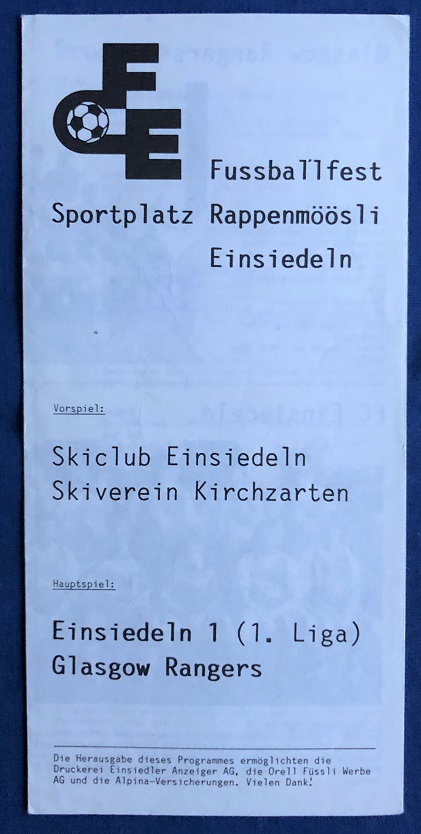 FCE
Fussballfest
Sportplatz Rappenmöösli
Einsiedeln
Vorspiel:
Skiclub Einsiedeln
Skiverein Kirchzarten
Hauptspiel:
Einsiedeln 1 (1. Liga)
Glasgow Rangers
Die Herausgabe dieses Programmes ermöglichten die
Druckerei Einsiedler Anzeiger AG, die Orell Füssli Werbe
AG und die Alpina-Versicherungen. Vielen Dank!